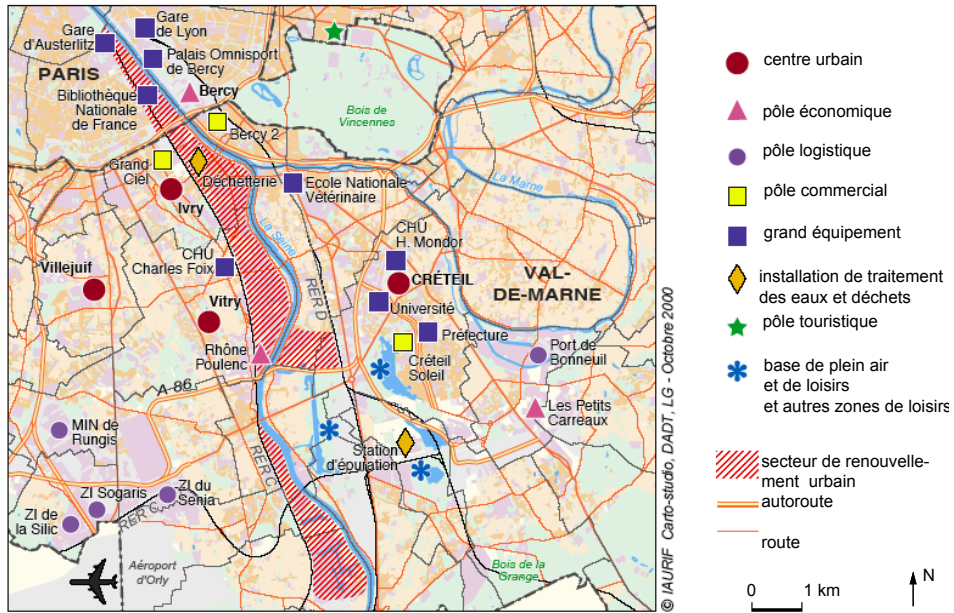 Gare
de Lyon
Gare
d'Austerlitz
Palais Omnisport
de Bercy
PARIS
Bercy
Bibliothèque
Nationale
de France
Bois de
Vincennes
Bercy 2
Grand
Ciel
Déchetterie
Ecole Nationale
Vétérinaire
La Marne
Ivry
La Seine
CHU
H. Mondor
CHU
Charles Foix
Villejuif
CRÉTEIL
VAL-
DE-MARNE
RER D
Vitry
Université
Préfecture
Rhône
Poulenc
Créteil
Soleil
Port de
Bonneuil
A 86
Les Petits
Carreaux
MIN de
Rungis
Station
d'épuration
RER C
ZI Sogaris
ZI du
Senia
ZI de
la Silic
RER C
Aéroport
d'Orly
Bois de la
Grange
© IAURIF Carto-studio, DADT, LG - Octobre 2000
centre urbain
pôle économique
pôle logistique
pôle commercial
grand équipement
installation de traitement
des eaux et déchets
pôle touristique
base de plein air
et de loisirs
et autres zones de loisirs
secteur de renouvelle-
ment urbain
autoroute
route
0 1 km
N